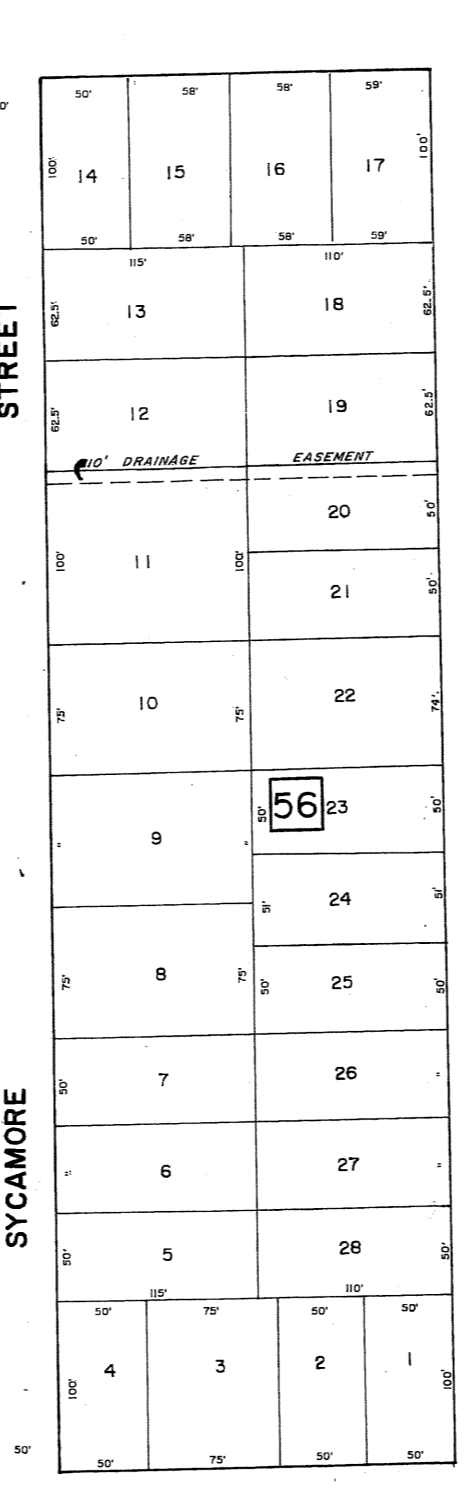 50' 58' 58' 59'
0'
100' 14 15 16 17 100'
50' 58' 58' 59'
115' 110'
62.5' 13 18 62.5'
STREET
62.5' 12 19 62.5'
10' DRAINAGE EASEMENT
20 50'
100' 11 100'
21 50'
75' 10 75' 22 74'
50' 56 23 50'
" 9 "
51' 24 51'
75' 8 75' 50' 25 50'
50' 7 26 "
SYCAMORE
" 6 27 "
50' 5 28 50'
115' 110'
50' 75' 50' 50'
100' 4 3 2 1 100'
50' 50' 75' 50' 50'